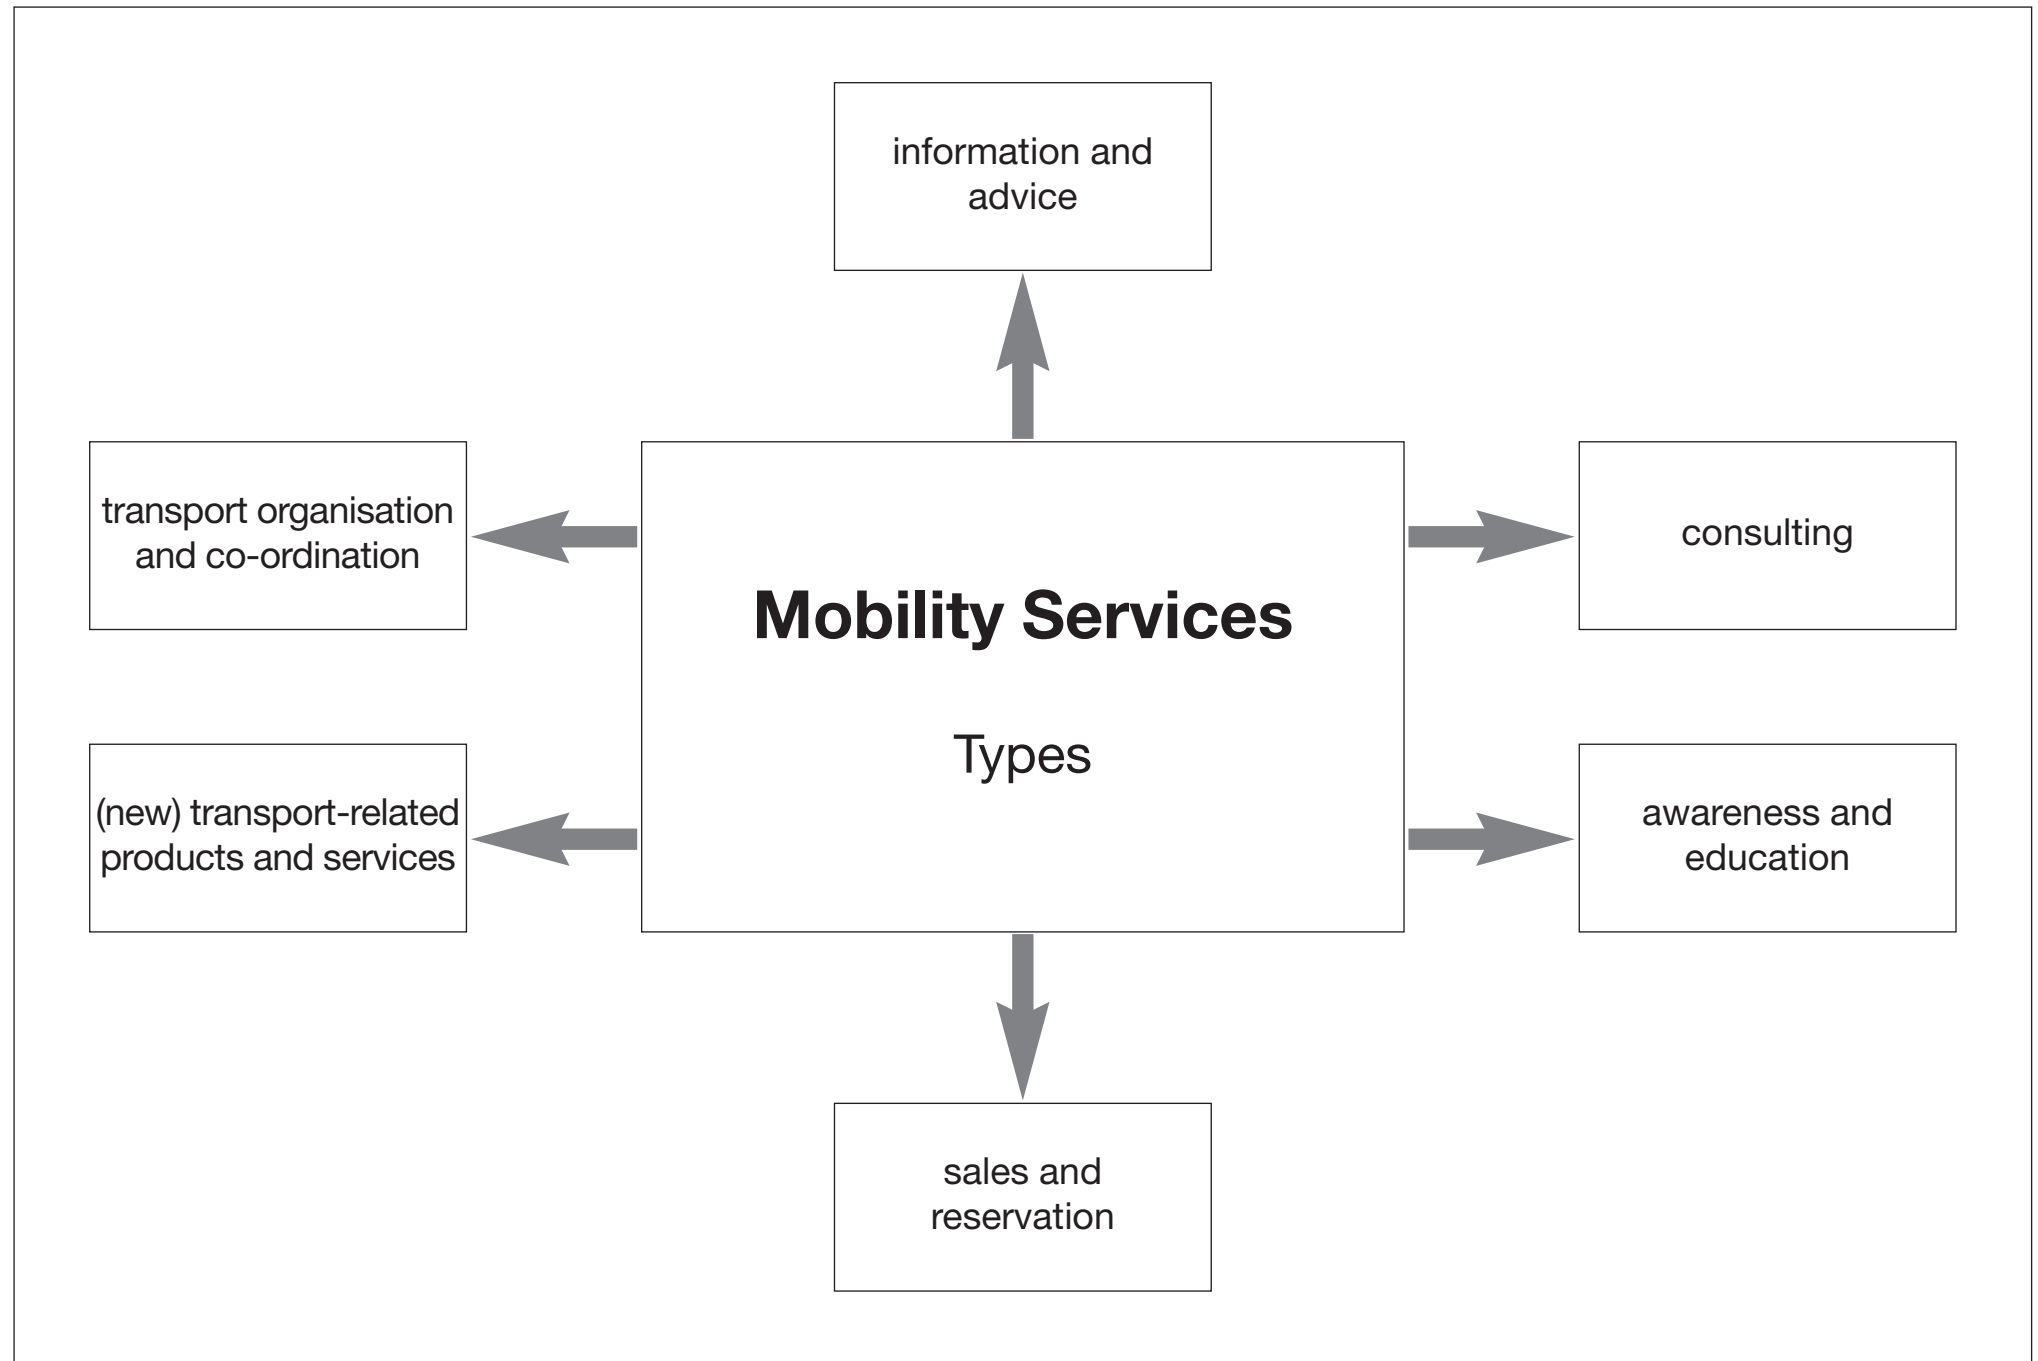 information and
advice
transport organisation
and co-ordination
consulting
Mobility Services
Types
(new) transport-related
products and services
awareness and
education
sales and
reservation